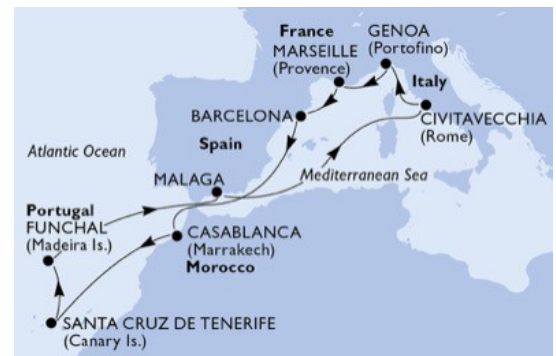 France
MARSEILLE
(Provence)
GENOA
(Portofino)
Italy
BARCELONA
CIVITAVECCHIA
(Rome)
Spain
Atlantic Ocean
MALAGA
Mediterranean Sea
Portugal
FUNCHAL
(Madeira Is.)
CASABLANCA
(Marrakech)
Morocco
SANTA CRUZ DE TENERIFE
(Canary Is.)